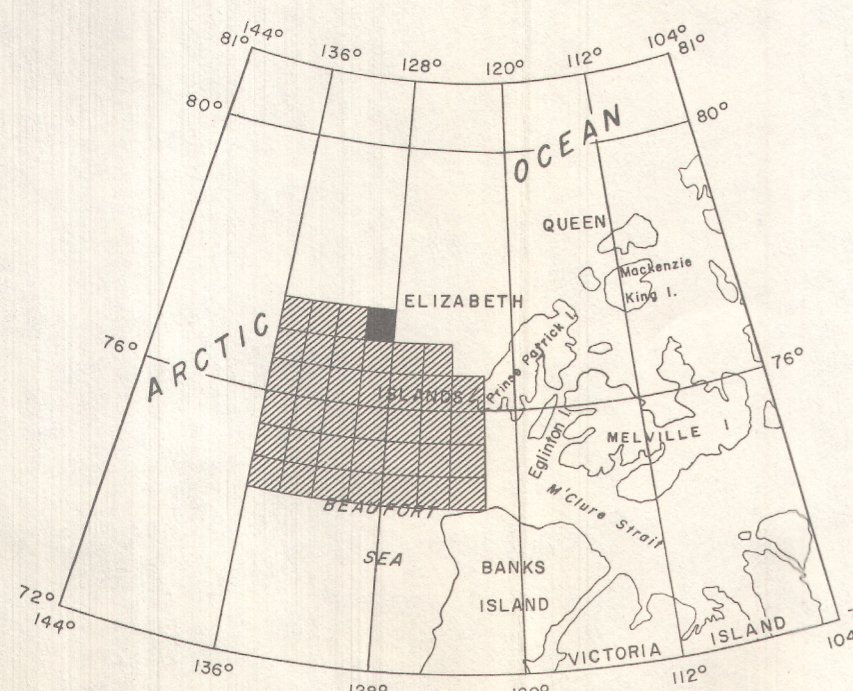 144°
136°
128°
120°
112°
104°
81°
81°
80°
80°
OCEAN
QUEEN
Mackenzie
King I.
ELIZABETH
ARCTIC
76°
Prince Patrick I.
76°
ISLANDS
Eglinton I.
MELVILLE I
BEAUFORT
M'Clure Strait
SEA
BANKS
ISLAND
72°
144°
VICTORIA
ISLAND
136°
112°